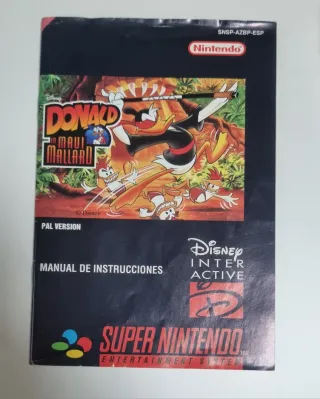 SNSP-AZBP-ESP
Nintendo
Disney's
DONALD
IN MAUI
MALLARD
© Disney
PAL VERSION
MANUAL DE INSTRUCCIONES
Disney
INTER
ACTIVE
SUPER NINTENDO
ENTERTAINMENT SYSTEM